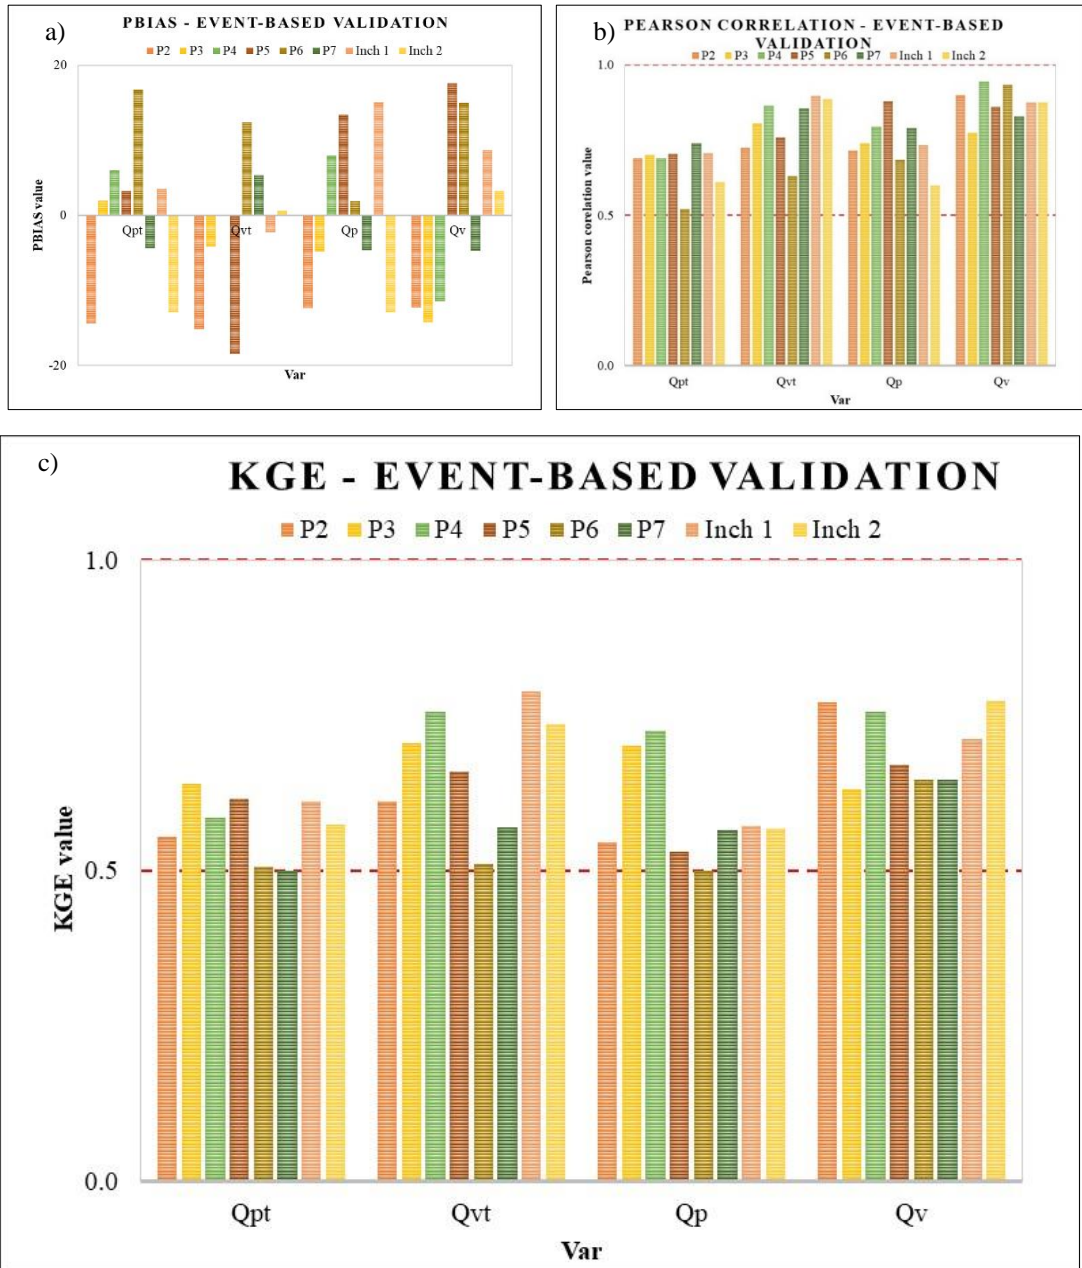 a)
PBIAS - EVENT-BASED VALIDATION
P2 P3 P4 P5 P6 P7 Inch 1 Inch 2
20
0
-20
PBIAS value
Qpt Qvt Qp Qv
Var
b)
PEARSON CORRELATION - EVENT-BASED
VALIDATION
P2 P3 P4 P5 P6 P7 Inch 1 Inch 2
1.0
0.5
0.0
Pearson corelation value
Qpt Qvt Qp Qv
Var
c)
KGE - EVENT-BASED VALIDATION
P2 P3 P4 P5 P6 P7 Inch 1 Inch 2
1.0
0.5
0.0
KGE value
Qpt Qvt Qp Qv
Var